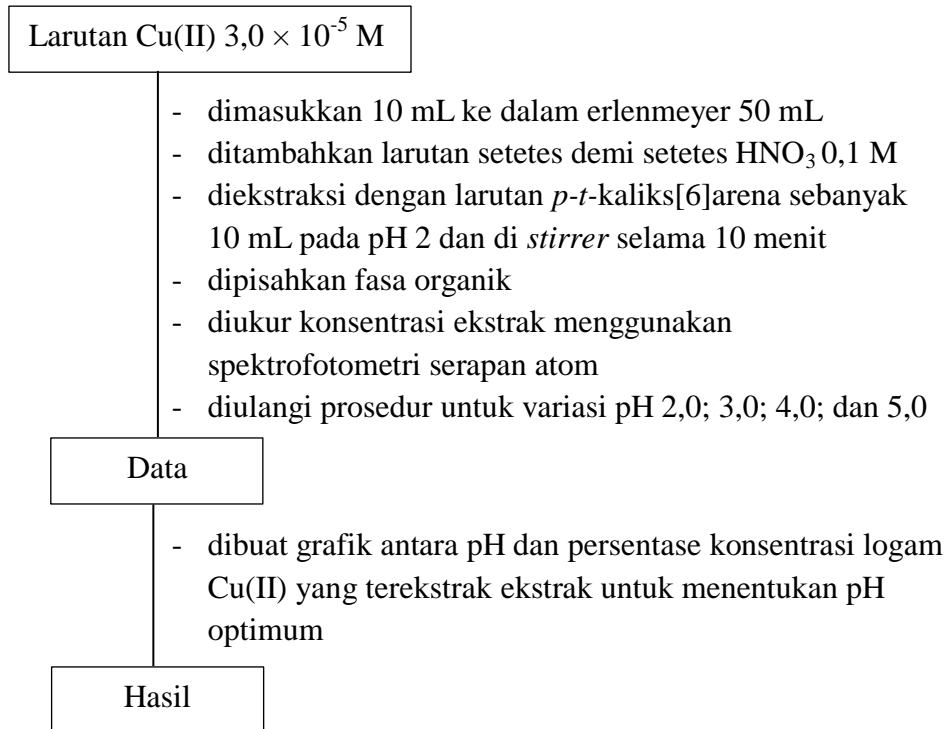 Larutan Cu(II) 3,0 × 10⁻⁵ M
- dimasukkan 10 mL ke dalam erlenmeyer 50 mL
- ditambahkan larutan setetes demi setetes HNO₃ 0,1 M
- diekstraksi dengan larutan p-t-kaliks[6]arena sebanyak
10 mL pada pH 2 dan di stirrer selama 10 menit
- dipisahkan fasa organik
- diukur konsentrasi ekstrak menggunakan
spektrofotometri serapan atom
- diulangi prosedur untuk variasi pH 2,0; 3,0; 4,0; dan 5,0
Data
- dibuat grafik antara pH dan persentase konsentrasi logam
Cu(II) yang terekstrak ekstrak untuk menentukan pH
optimum
Hasil